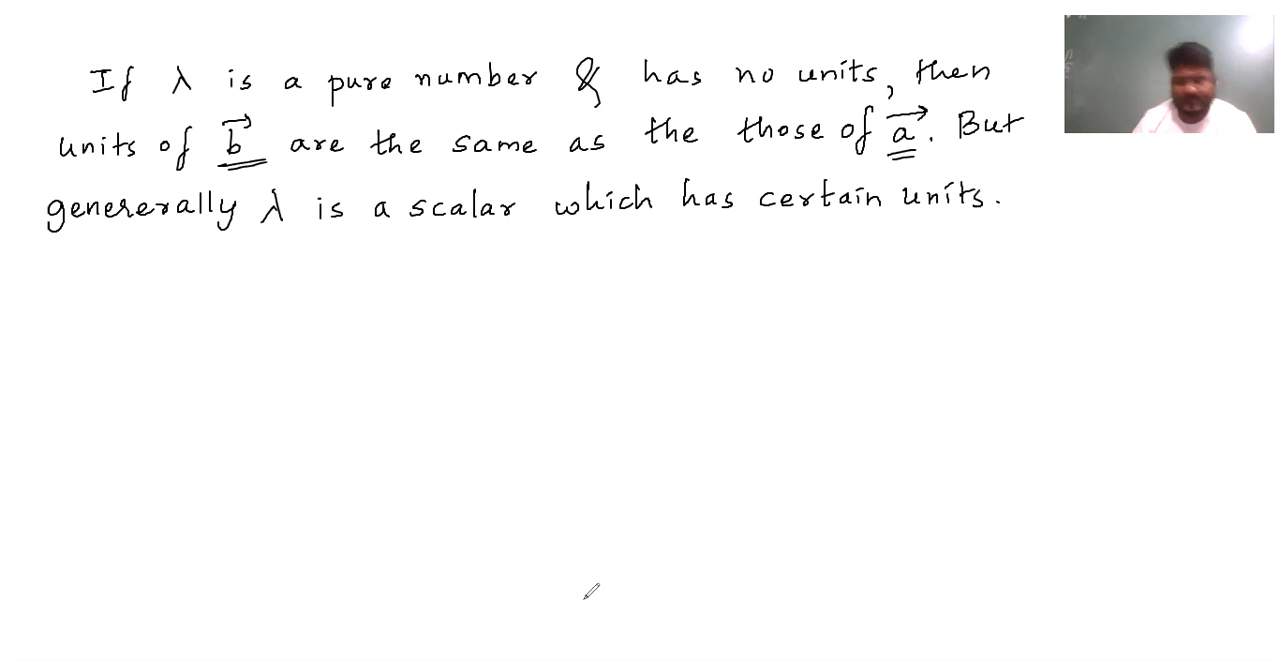 If λ is a pure number & has no units, then
units of b⃗ are the same as the those of a⃗. But
genererally λ is a scalar which has certain units.